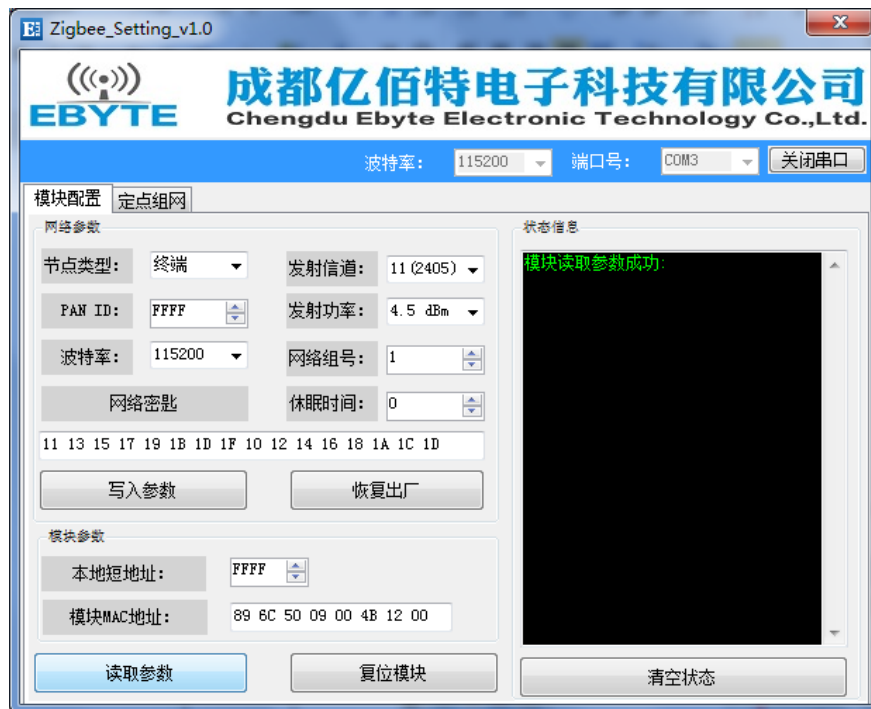 Zigbee_Setting_v1.0
EBYTE
成都亿佰特电子科技有限公司
Chengdu Ebyte Electronic Technology Co.,Ltd.
波特率: 115200 端口号: COM3 关闭串口
模块配置 定点组网
网络参数
节点类型: 终端 发射信道: 11(2405)
PAN ID: FFFF 发射功率: 4.5 dBm
波特率: 115200 网络组号: 1
网络密匙 休眠时间: 0
11 13 15 17 19 1B 1D 1F 10 12 14 16 18 1A 1C 1D
写入参数 恢复出厂
模块参数
本地短地址: FFFF
模块MAC地址: 89 6C 50 09 00 4B 12 00
读取参数 复位模块
状态信息
模块读取参数成功:
清空状态